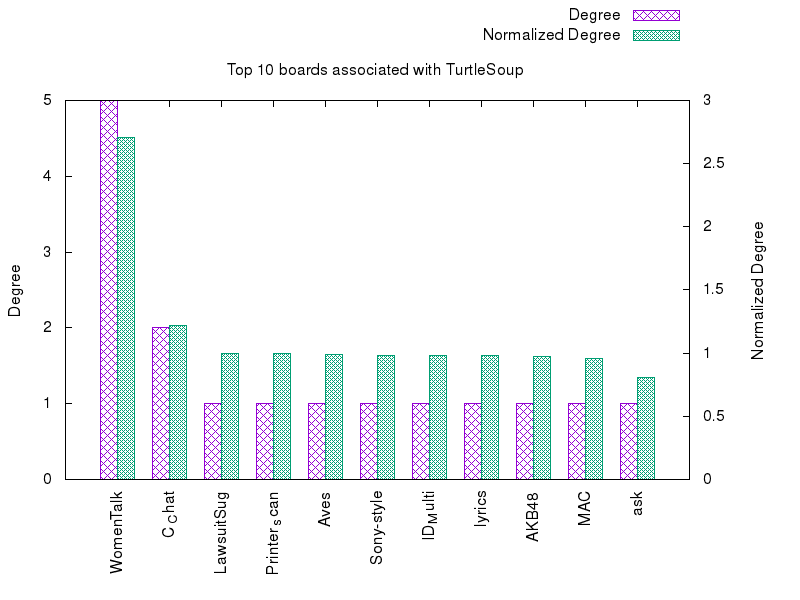 Degree
Normalized Degree
Top 10 boards associated with TurtleSoup
5
4
3
2
1
0
3
2.5
2
1.5
1
0.5
0
Degree
Normalized Degree
WomenTalk
C_Chat
LawsuitSug
Printer_scan
Aves
Sony-style
ID_Multi
lyrics
AKB48
MAC
ask